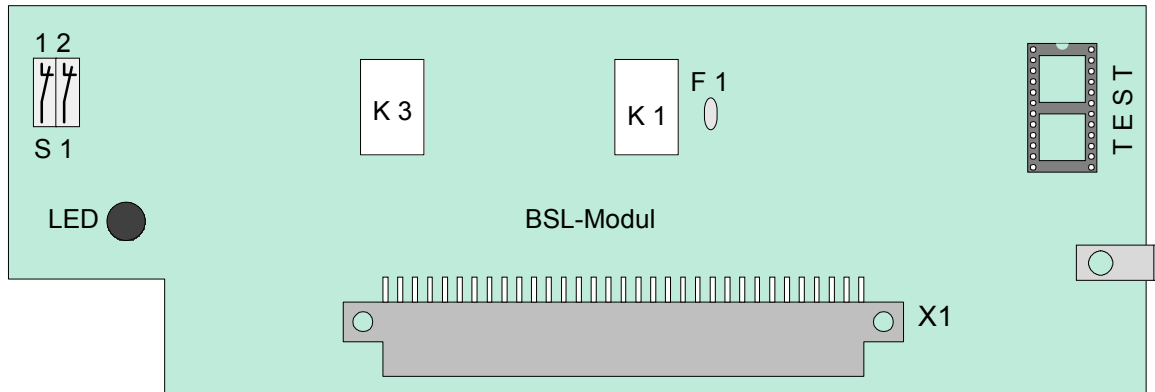 1 2
S 1
LED
K 3
K 1
F 1
BSL-Modul
X1
TEST